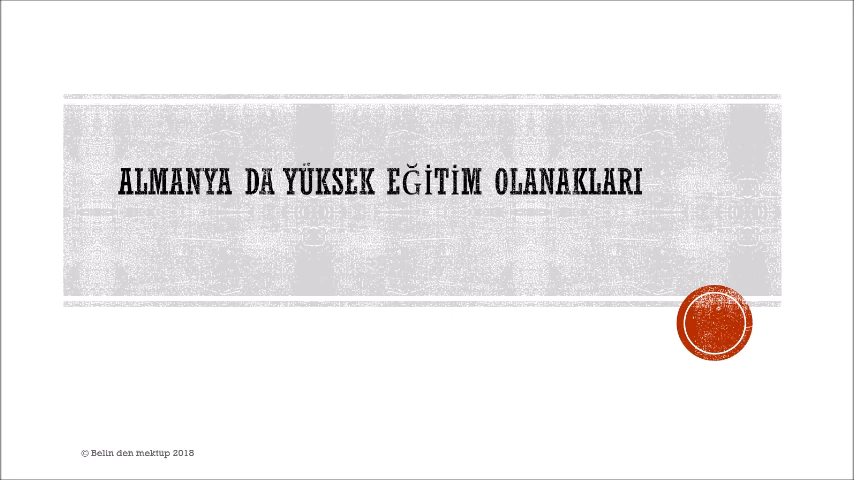 ALMANYA DA YÜKSEK EĞİTİM OLANAKLARI
© Belin den mektup 2018